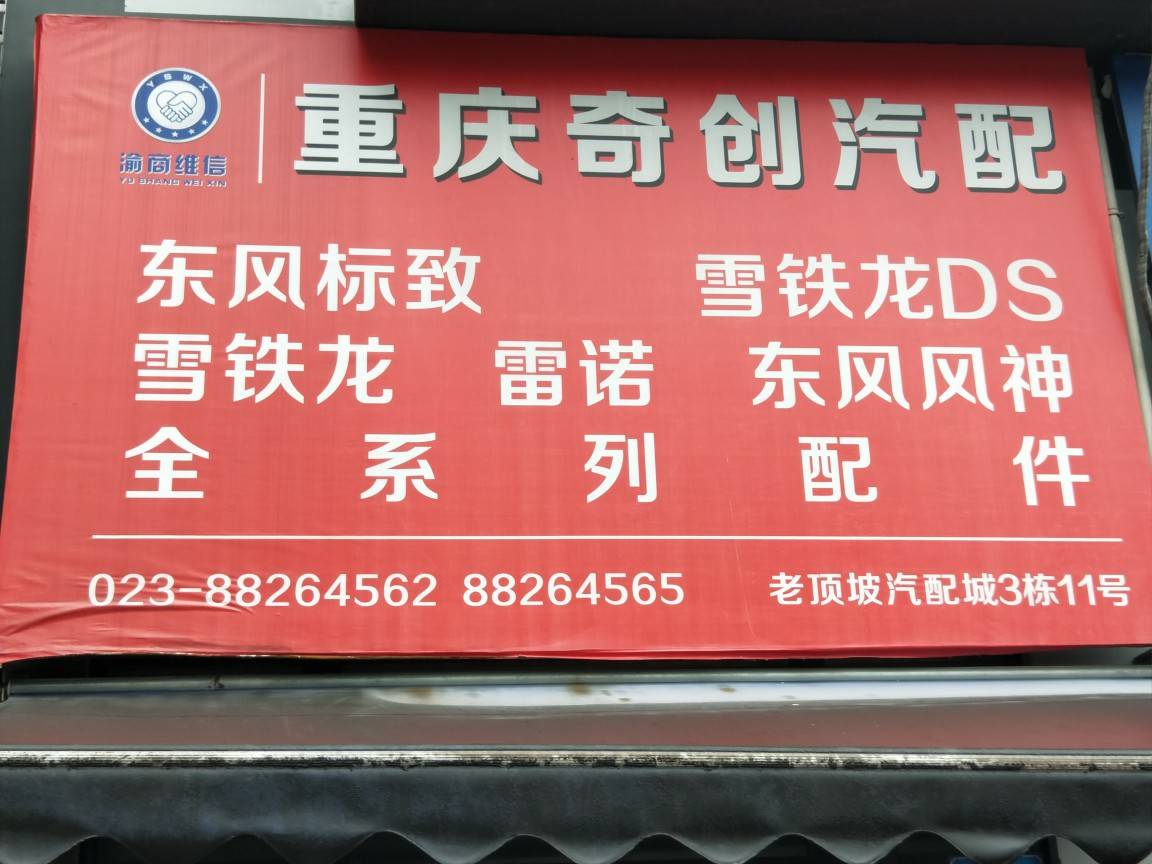 YSWX
渝商维信
YU SHANG WEI XIN
重庆奇创汽配
东风标致 雪铁龙DS
雪铁龙 雷诺 东风风神
全系列配件
023-88264562 88264565 老顶坡汽配城3栋11号